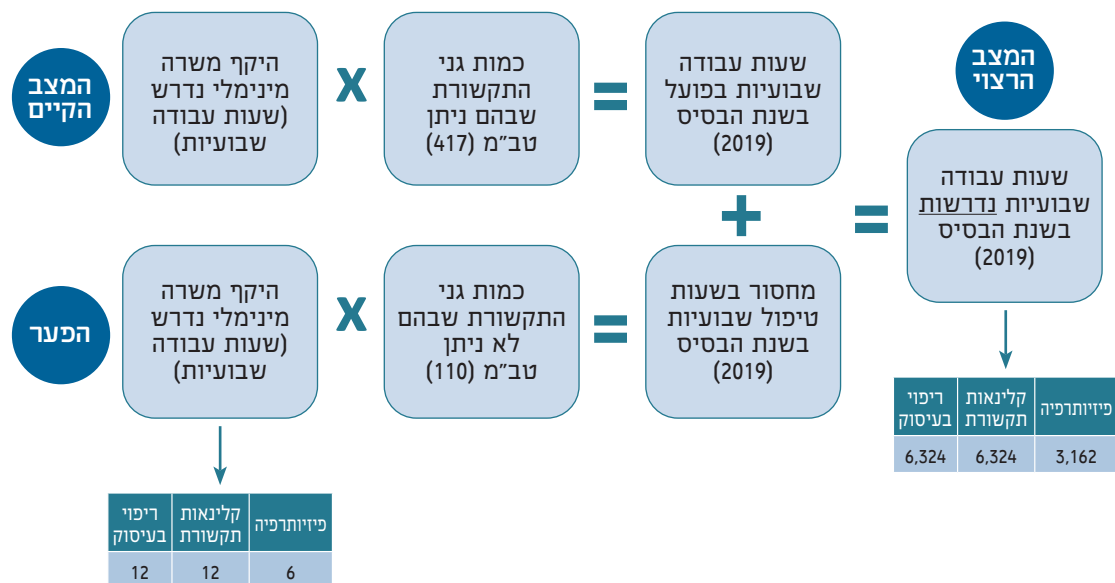 המצב
הקיים
היקף משרה
מינימלי נדרש
(שעות עבודה
שבועיות)
X
כמות גני
התקשורת
שבהם ניתן
טב"מ (417)
=
שעות עבודה
שבועיות בפועל
בשנת הבסיס
(2019)
המצב
הרצוי
+
=
שעות עבודה
שבועיות נדרשות
בשנת הבסיס
(2019)
הפער
היקף משרה
מינימלי נדרש
(שעות עבודה
שבועיות)
X
כמות גני
התקשורת שבהם
לא ניתן
טב"מ (110)
=
מחסור בשעות
טיפול שבועיות
בשנת הבסיס
(2019)
פיזיותרפיה
קלינאות
תקשורת
ריפוי
בעיסוק
3,162
6,324
6,324
פיזיותרפיה
קלינאות
תקשורת
ריפוי
בעיסוק
6
12
12